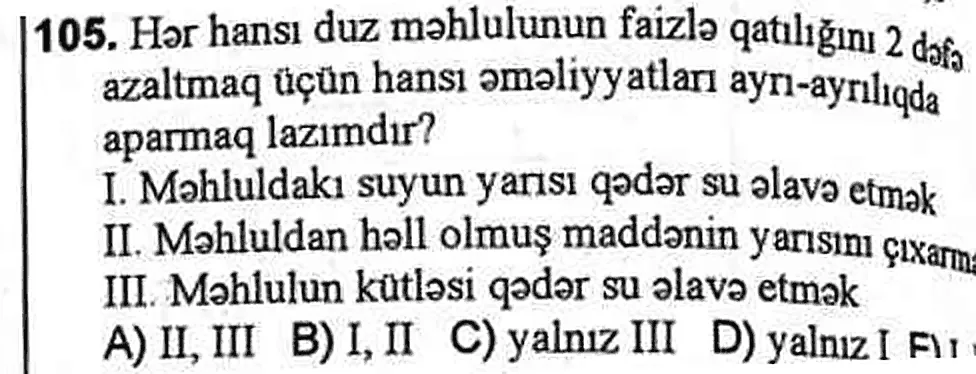 105. Hər hansı duz məhlulunun faizlə qatılığını 2 dəfə
azaltmaq üçün hansı əməliyyatları ayrı-ayrılıqda
aparmaq lazımdır?
I. Məhluldakı suyun yarısı qədər su əlavə etmək
II. Məhluldan həll olmuş maddənin yarısını
III. Məhlulun kütləsi qədər su əlavə etmək
A) II, III B) I, II C) yalnız III D) yalnız I